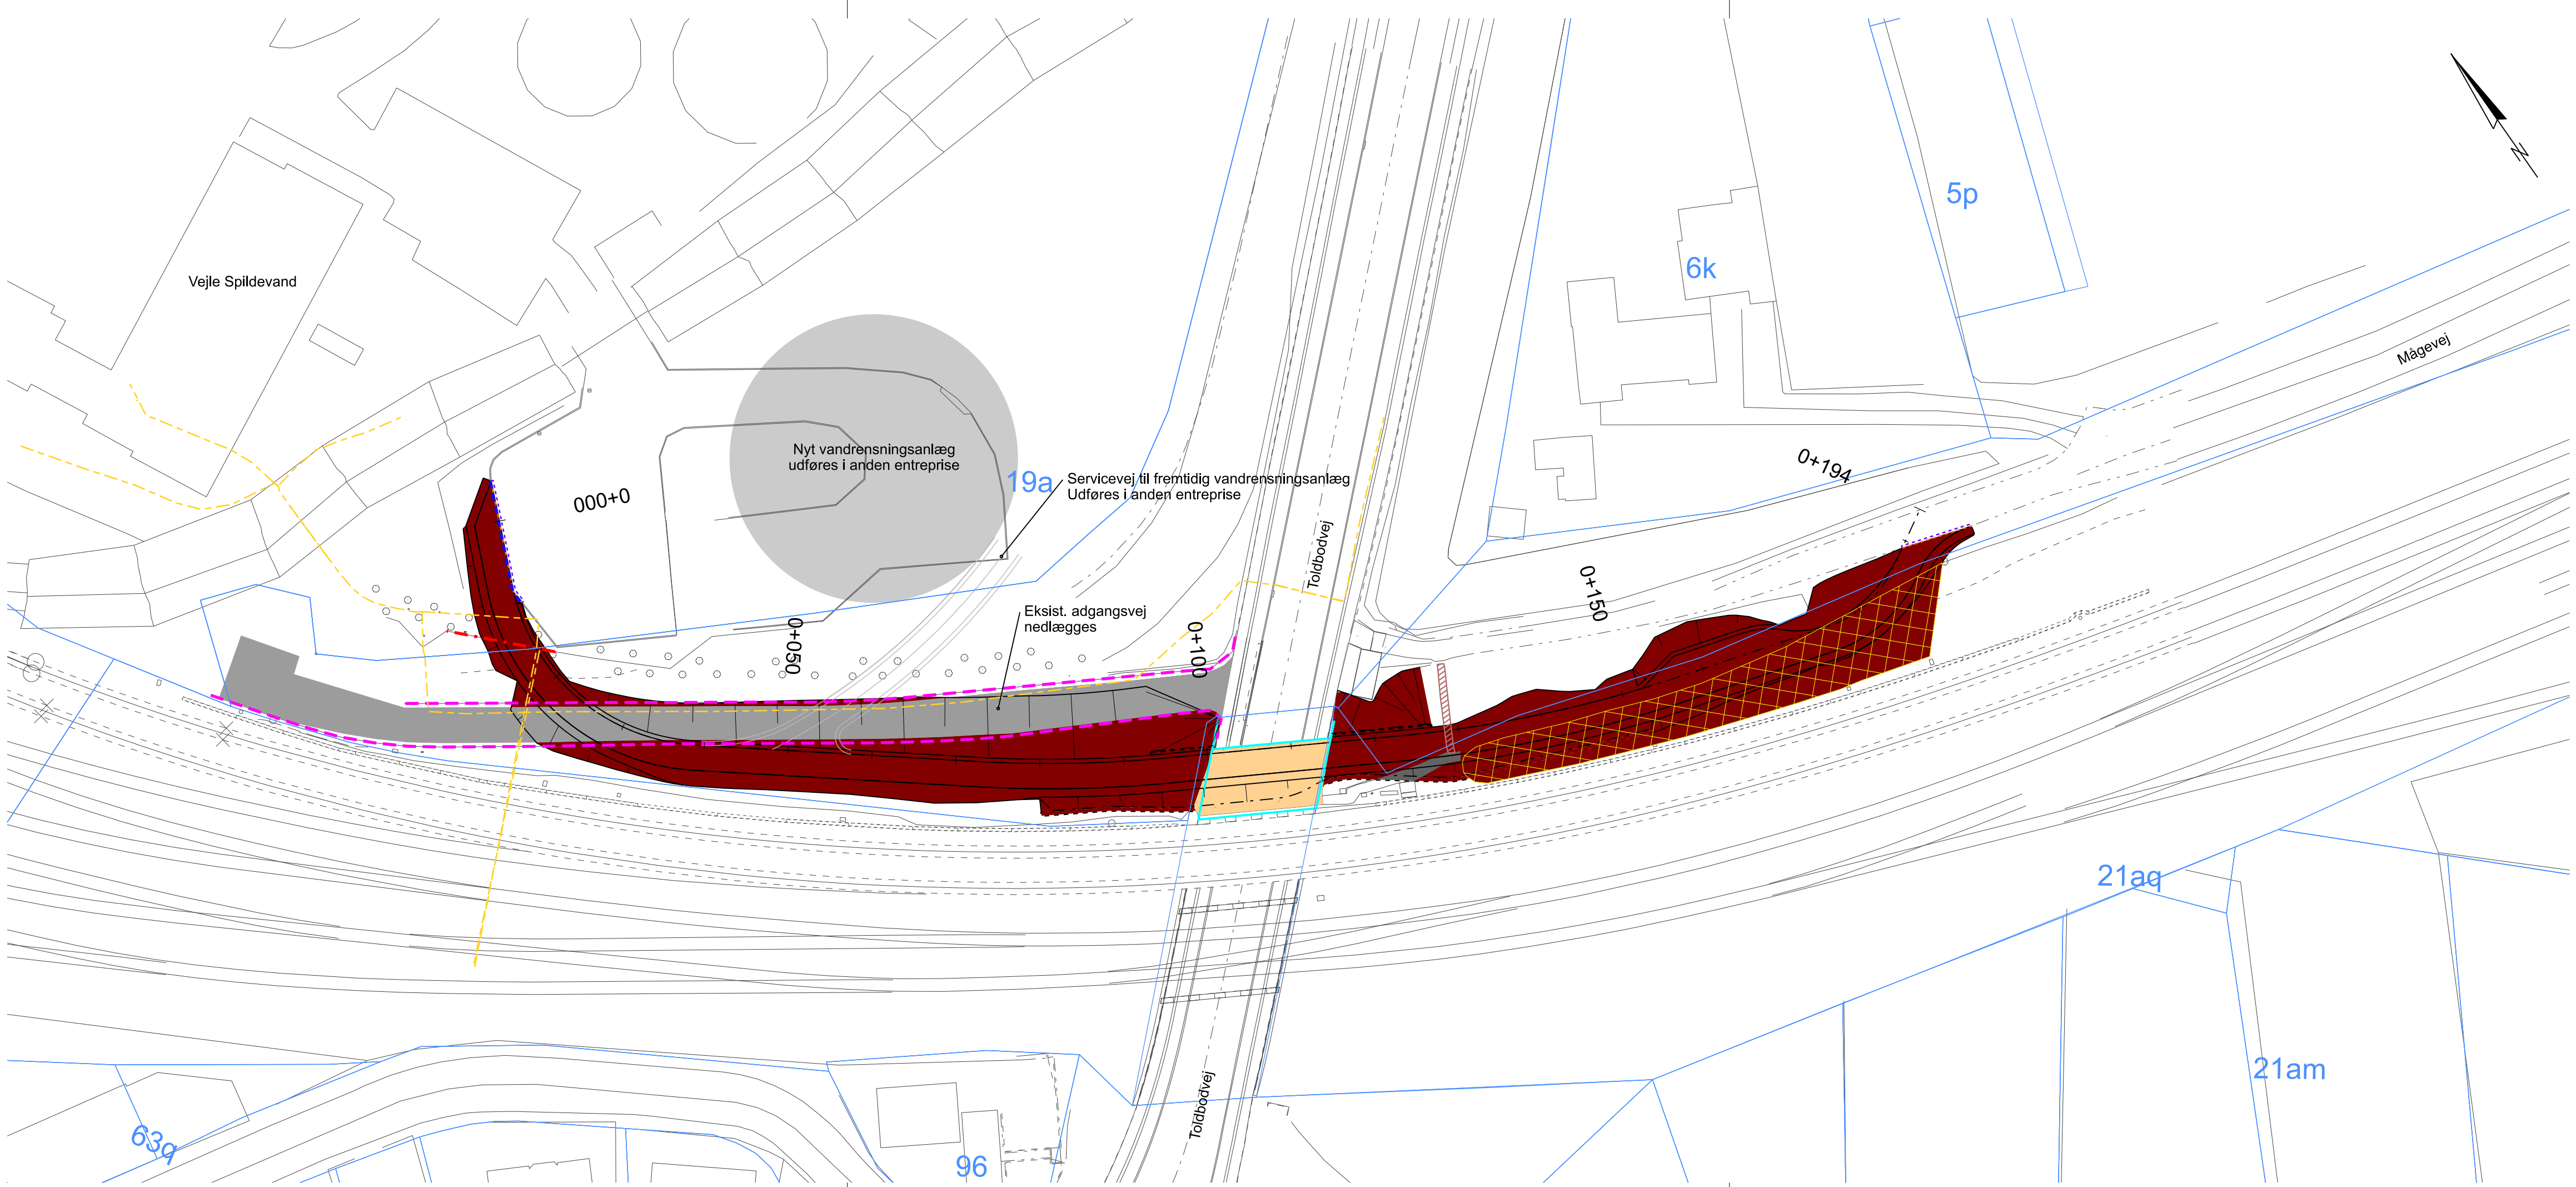 5p
6k
Vejle Spildevand
Mågevej
Nyt vandrensningsanlæg
udføres i anden entreprise
19a
Servicevej til fremtidig vandrensningsanlæg
Udføres i anden entreprise
0+194
000+0
Toldbodvej
0+150
Eksist. adgangsvej
nedlægges
0+050
0+100
21aq
21am
Toldbodvej
63q
96
N